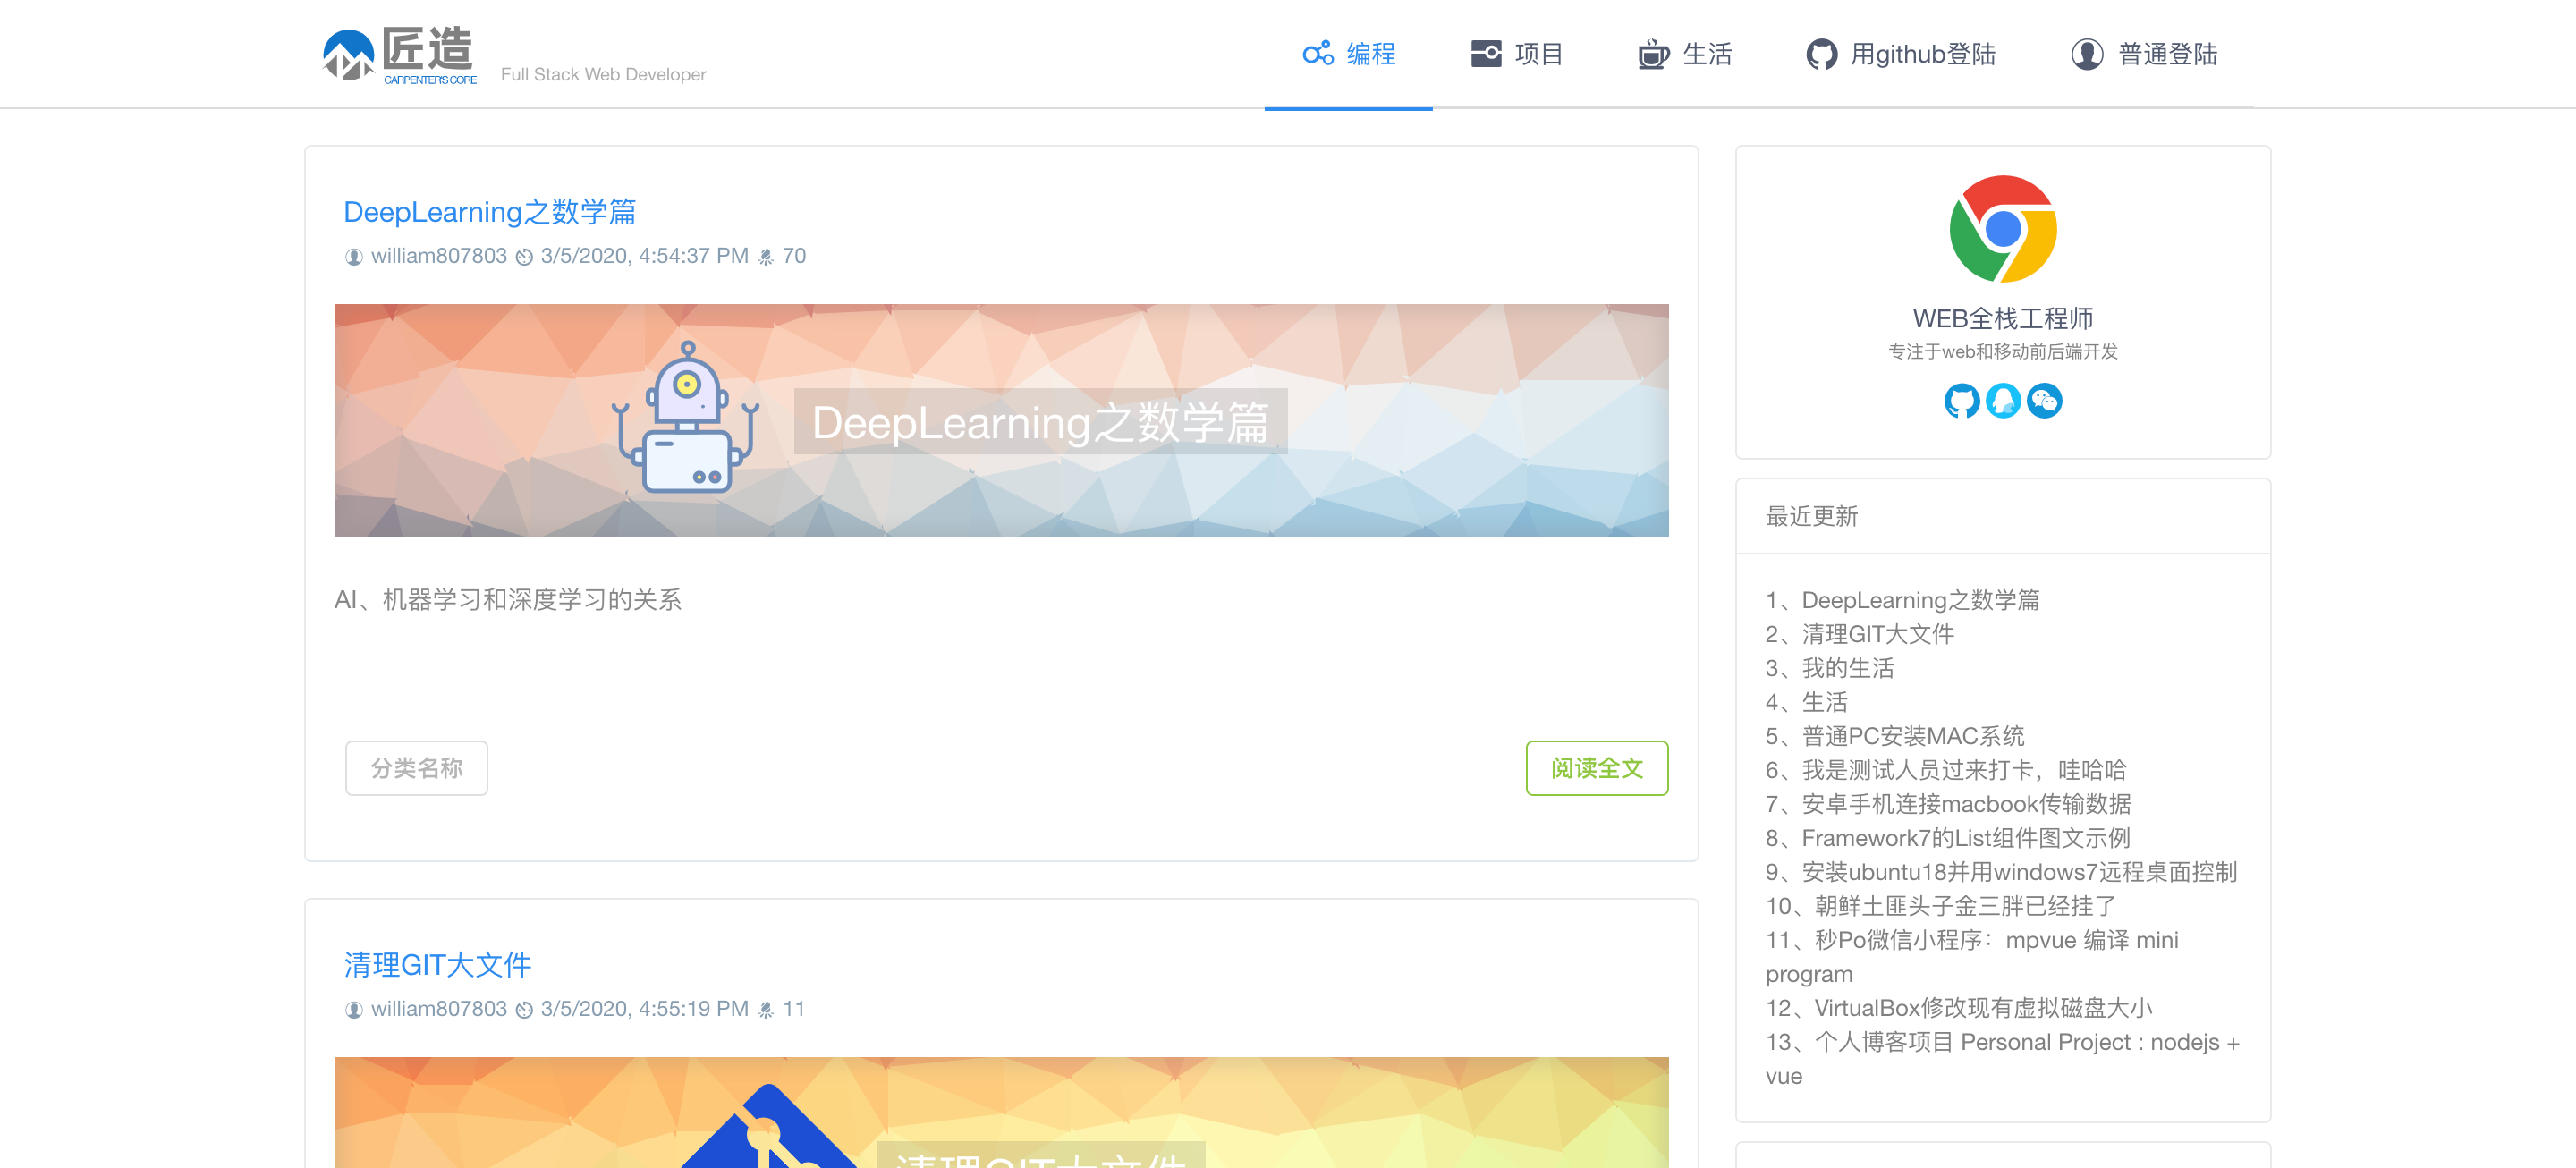 匠造
CARPENTER'S CORE
Full Stack Web Developer
编程
项目
生活
用github登陆
普通登陆
DeepLearning之数学篇
william807803 3/5/2020, 4:54:37 PM 70
DeepLearning之数学篇
AI、机器学习和深度学习的关系
分类名称
阅读全文
清理GIT大文件
william807803 3/5/2020, 4:55:19 PM 11
清理GIT大文件
WEB全栈工程师
专注于web和移动前后端开发
最近更新
1、DeepLearning之数学篇
2、清理GIT大文件
3、我的生活
4、生活
5、普通PC安装MAC系统
6、我是测试人员过来打卡，哇哈哈
7、安卓手机连接macbook传输数据
8、Framework7的List组件图文示例
9、安装ubuntu18并用windows7远程桌面控制
10、朝鲜土匪头子金三胖已经挂了
11、秒Po微信小程序：mpvue 编译 mini
program
12、VirtualBox修改现有虚拟磁盘大小
13、个人博客项目 Personal Project : nodejs +
vue